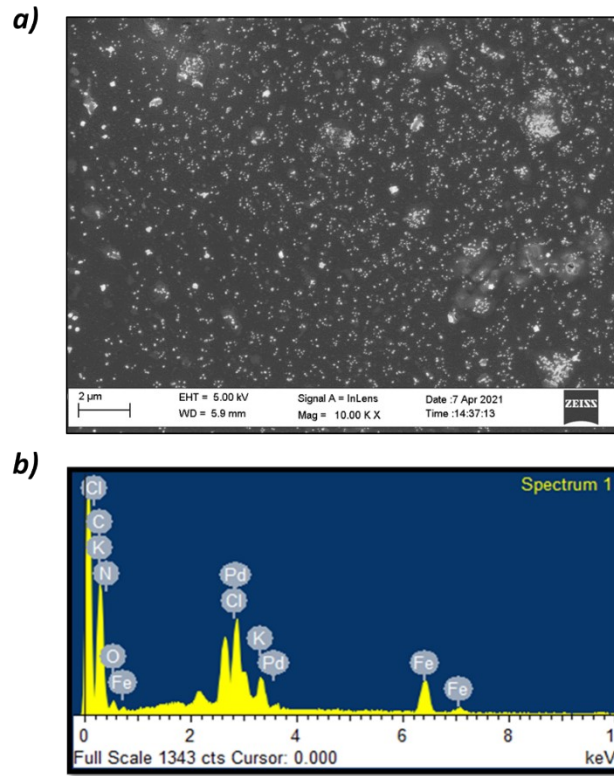 a)
2 µm
EHT = 5.00 kV Signal A = InLens Date :7 Apr 2021
WD = 5.9 mm Mag = 10.00 K X Time :14:37:13
ZEISS
b)
Spectrum 1
Cl
C
K
N
O
Fe
Pd
Cl
K
Pd
Fe
Fe
0 2 4 6 8 10
Full Scale 1343 cts Cursor: 0.000 keV